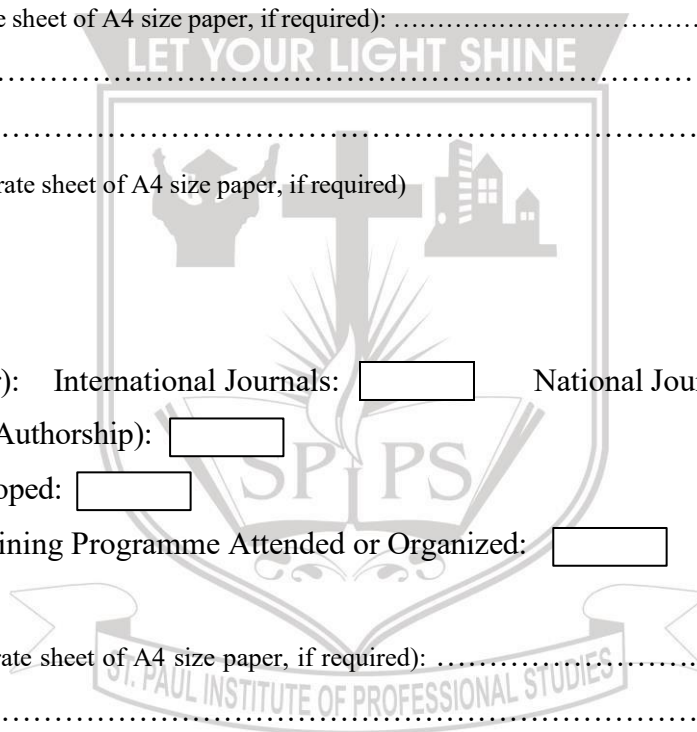 e sheet of A4 size paper, if required): ……………………………………
LET YOUR LIGHT SHINE
……………………………………………………………………………
……………………………………………………………………………
rate sheet of A4 size paper, if required)
): International Journals: National Jou
Authorship):
SPIPS
oped:
ining Programme Attended or Organized:
rate sheet of A4 size paper, if required): ……………………………
ST. PAUL INSTITUTE OF PROFESSIONAL STUDIES
……………………………………………………………………………